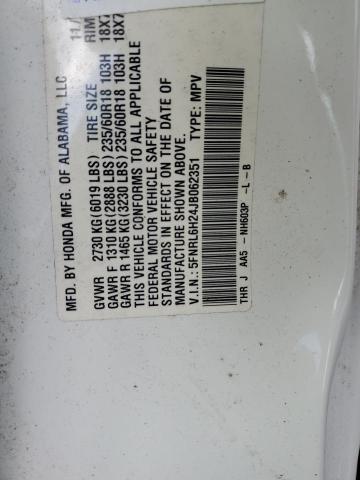 MFD. BY HONDA MFG. OF ALABAMA, LLC 11/
TIRE SIZE RIM
GVWR 2730 KG(6019 LBS)
GAWR F 1310 KG(2888 LBS) 235/60R18 103H 18X7
GAWR R 1465 KG(3230 LBS) 235/60R18 103H 18X7
THIS VEHICLE CONFORMS TO ALL APPLICABLE
FEDERAL MOTOR VEHICLE SAFETY
STANDARDS IN EFFECT ON THE DATE OF
MANUFACTURE SHOWN ABOVE.
V.I.N.: 5FNRL6H24JB062351 TYPE: MPV
THR J AA5 - NH603P -L-B